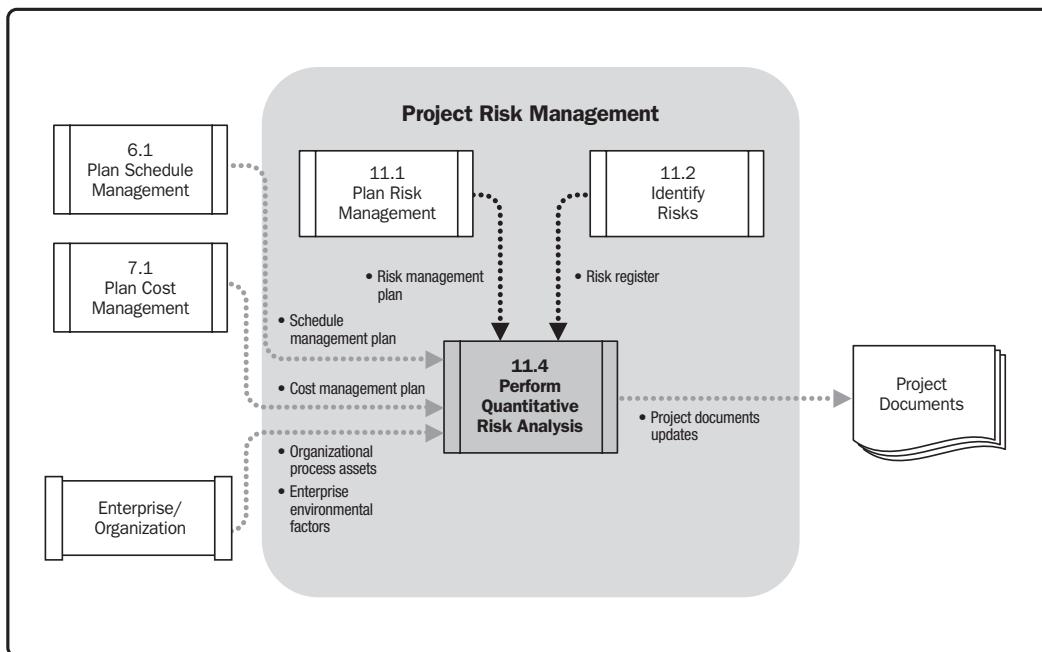 Project Risk Management
6.1
Plan Schedule
Management
11.1
Plan Risk
Management
11.2
Identify
Risks
7.1
Plan Cost
Management
• Risk management
plan
• Risk register
• Schedule
management plan
• Cost management plan
11.4
Perform
Quantitative
Risk Analysis
Project
Documents
• Project documents
updates
• Organizational
process assets
• Enterprise
environmental
factors
Enterprise/
Organization